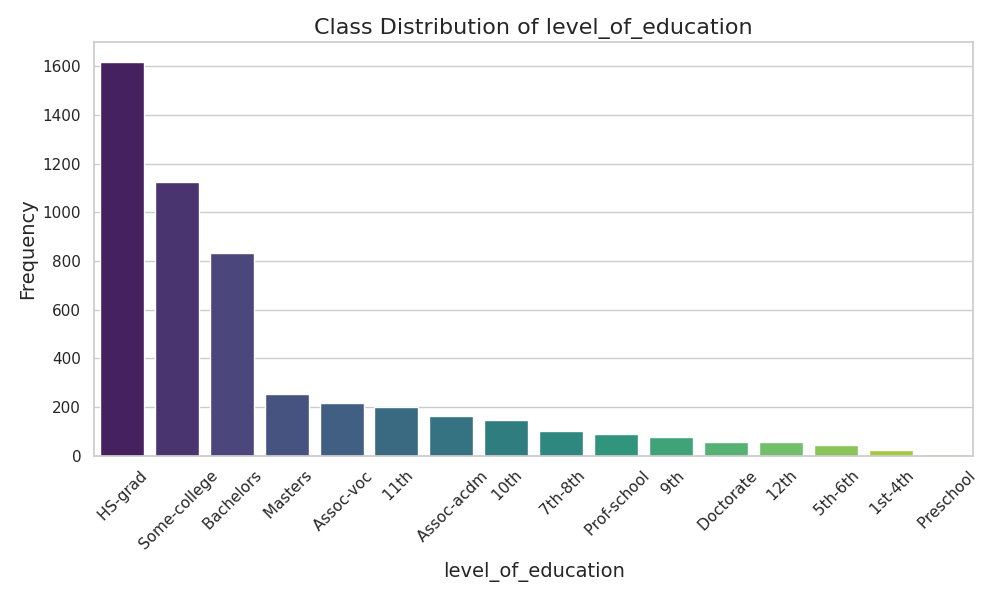 Class Distribution of level_of_education
Frequency
1600
1400
1200
1000
800
600
400
200
0
HS-grad
Some-college
Bachelors
Masters
Assoc-voc
11th
Assoc-acdm
10th
7th-8th
Prof-school
9th
Doctorate
12th
5th-6th
1st-4th
Preschool
level_of_education